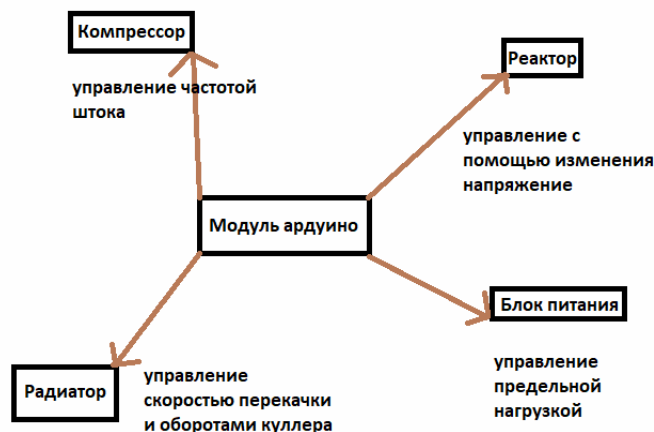 Компрессор
управление частотой
штока
Реактор
управление с
помощью изменения
напряжение
Модуль ардуино
Блок питания
управление
предельной
нагрузкой
Радиатор
управление
скоростью перекачки
и оборотами куллера